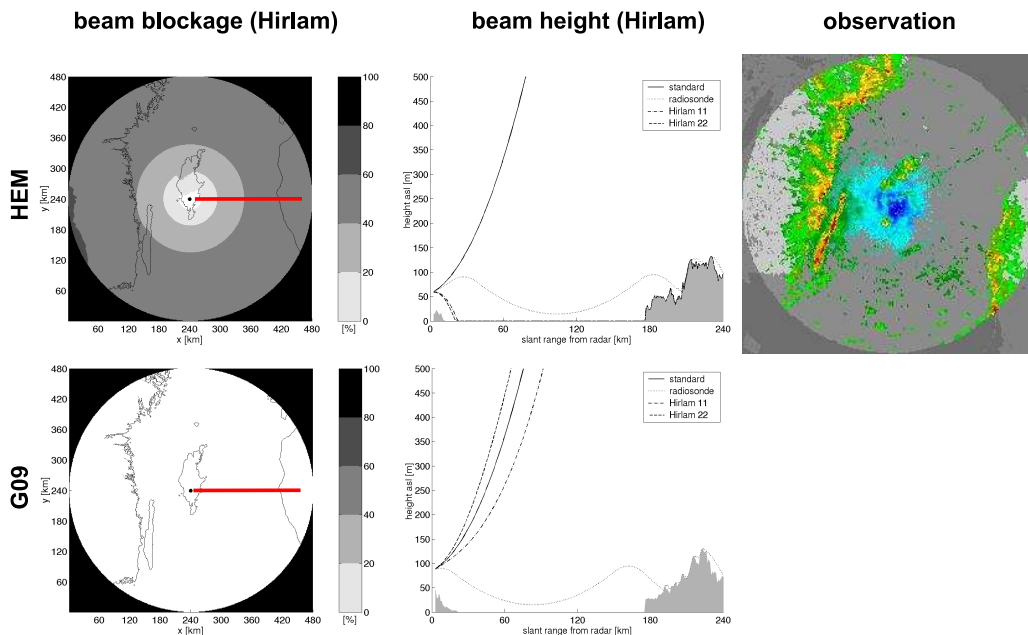 beam blockage (Hirlam)
beam height (Hirlam)
observation
HEM
480
420
360
300
240
180
120
60
y [km]
60 120 180 240 300 360 420 480
x [km]
100
80
60
40
20
0
[%]
500
450
400
350
300
250
200
150
100
50
0
height asl [m]
standard
radiosonde
Hirlam 11
Hirlam 22
0 60 120 180 240
slant range from radar [km]
G09
480
420
360
300
240
180
120
60
y [km]
60 120 180 240 300 360 420 480
x [km]
100
80
60
40
20
0
[%]
500
450
400
350
300
250
200
150
100
50
0
height asl [m]
standard
radiosonde
Hirlam 11
Hirlam 22
0 60 120 180 240
slant range from radar [km]